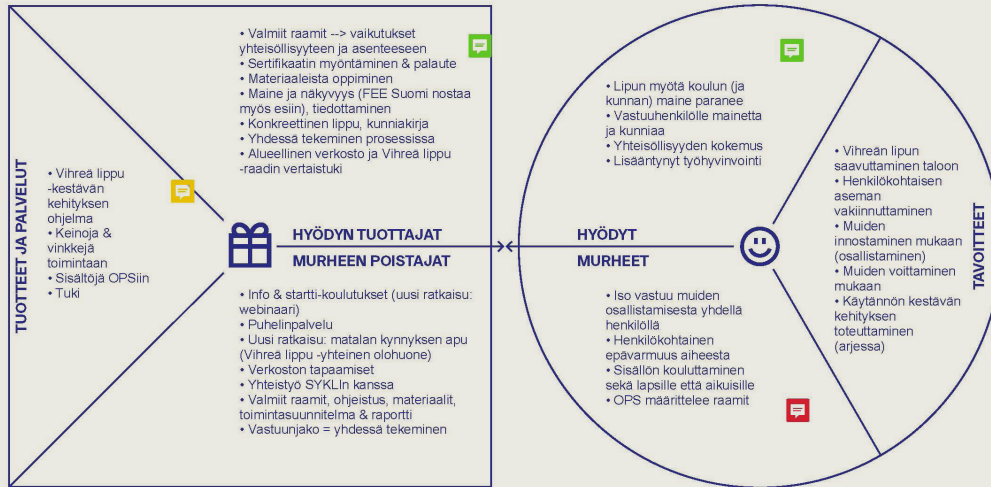 TUOTTEET JA PALVELUT
• Vihreä lippu
-kestävän
kehityksen
ohjelma
• Keinoja &
vinkkejä
toimintaan
• Sisältöjä OPSiin
• Tuki
• Valmiit raamit --> vaikutukset
yhteisöllisyyteen ja asenteeseen
• Sertifikaatin myöntäminen & palaute
• Materiaaleista oppiminen
• Maine ja näkyvyys (FEE Suomi nostaa
myös esiin), tiedottaminen
• Konkreettinen lippu, kunniakirja
• Yhdessä tekeminen prosessissa
• Alueellinen verkosto ja Vihreä lippu
-raadin vertaistuki
HYÖDYN TUOTTAJAT
MURHEEN POISTAJAT
• Info & startti-koulutukset (uusi ratkaisu:
webinaari)
• Puhelinpalvelu
• Uusi ratkaisu: matalan kynnyksen apu
(Vihreä lippu -yhteinen olohuone)
• Verkoston tapaamiset
• Yhteistyö SYKLIn kanssa
• Valmiit raamit, ohjeistus, materiaalit,
toimintasuunnitelma & raportti
• Vastuunjako = yhdessä tekeminen
• Lipun myötä koulun (ja
kunnan) maine paranee
• Vastuuhenkilölle mainetta
ja kunniaa
• Yhteisöllisyyden kokemus
• Lisääntynyt työhyvinvointi
HYÖDYT
MURHEET
• Iso vastuu muiden
osallistamisesta yhdellä
henkilöllä
• Henkilökohtainen
epävarmuus aiheesta
• Sisällön kouluttaminen
sekä lapsille että aikuisille
• OPS määrittelee raamit
• Vihreän lipun
saavuttaminen taloon
• Henkilökohtaisen
aseman
vakiinnuttaminen
• Muiden
innostaminen mukaan
(osallistaminen)
• Muiden voittaminen
mukaan
• Käytännön kestävän
kehityksen
toteuttaminen
(arjessa)
TAVOITTEET